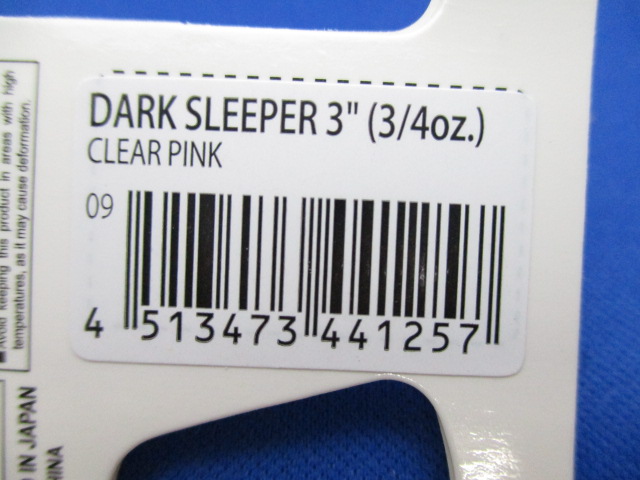 DARK SLEEPER 3" (3/4oz.)
CLEAR PINK
09
4 513473 441257
■Avoid keeping this product in areas with high
temperatures, as it may cause deformation.
IN JAPAN